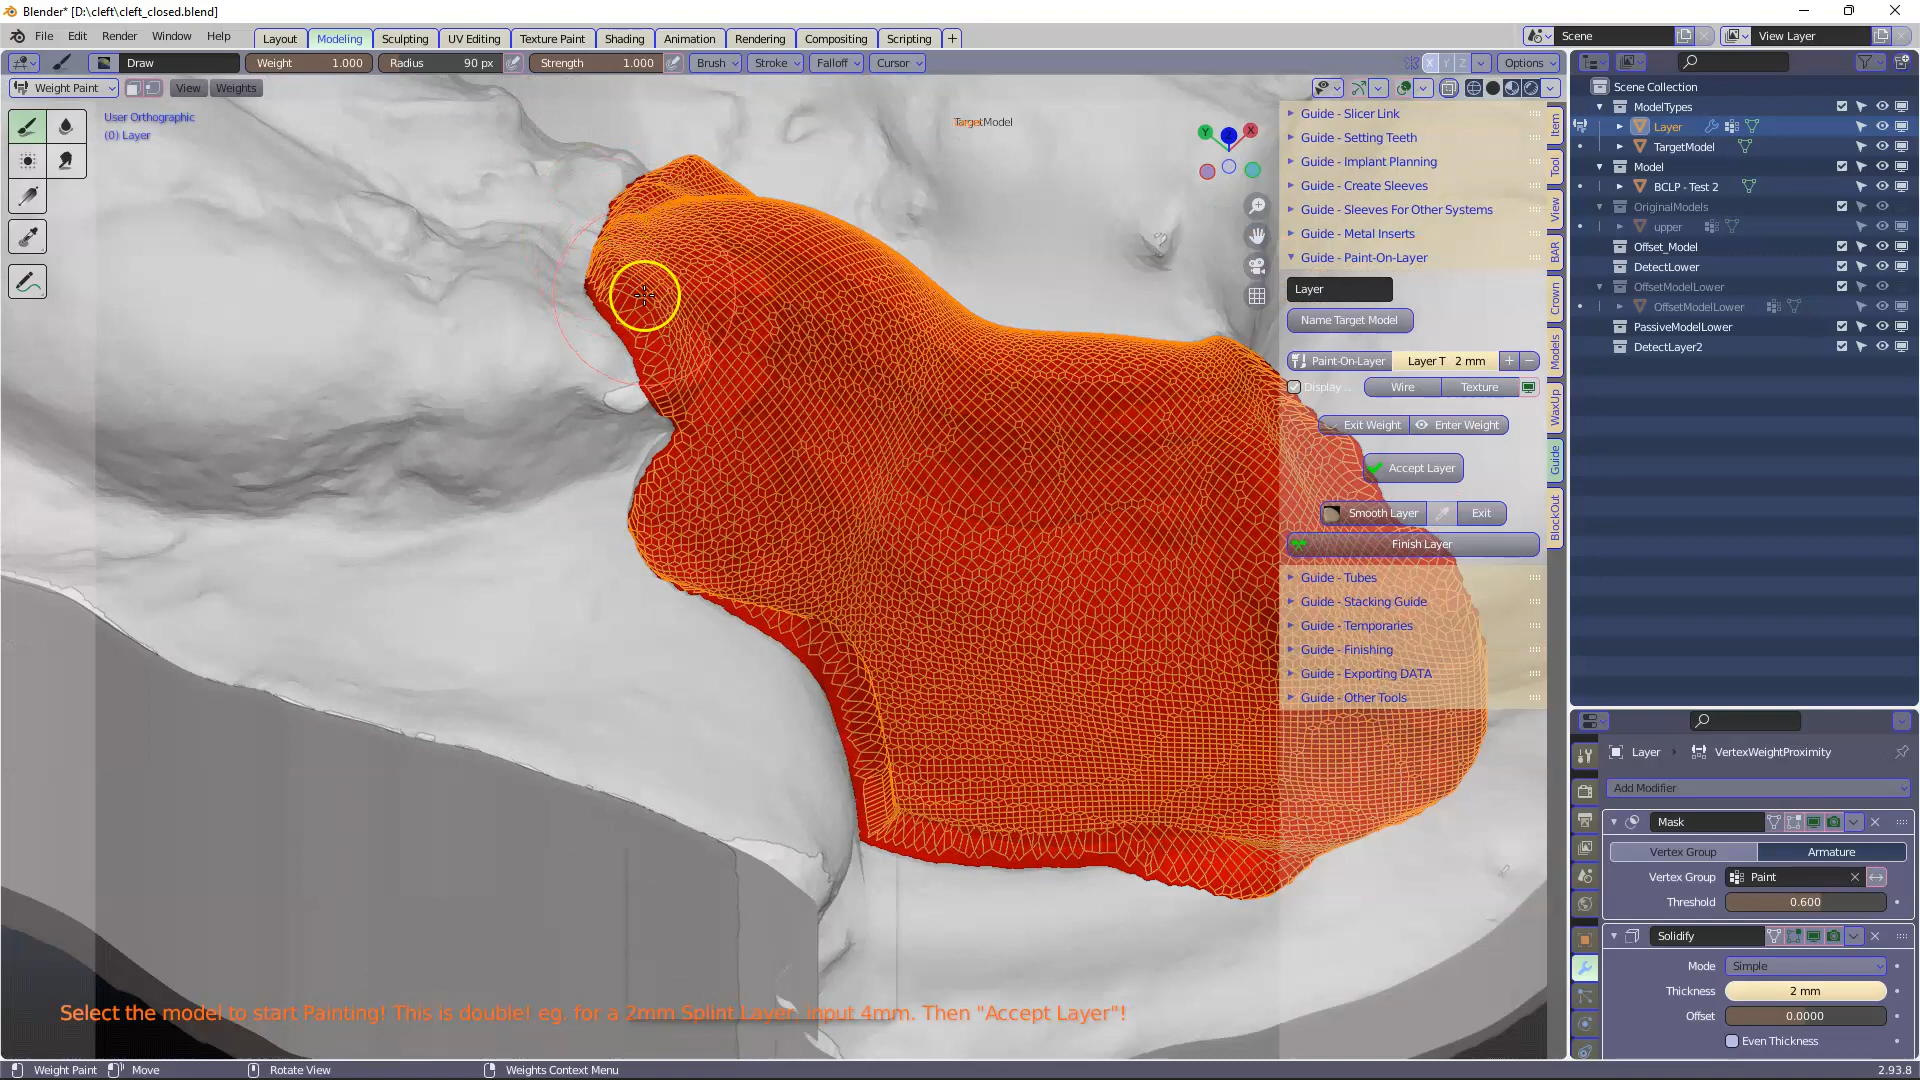 Blender* [D:\cleft\cleft_closed.blend]
File Edit Render Window Help
Layout Modeling Sculpting UV Editing Texture Paint Shading Animation Rendering Compositing Scripting +
Scene
View Layer
Draw Weight 1.000 Radius 90 px Strength 1.000 Brush Stroke Falloff Cursor X Y Z Options
Weight Paint View Weights
User Orthographic
(0) Layer
TargetModel
Y Z X
Guide - Slicer Link
Guide - Setting Teeth
Guide - Implant Planning
Guide - Create Sleeves
Guide - Sleeves For Other Systems
Guide - Metal Inserts
Guide - Paint-On-Layer
Layer
Name Target Model
Paint-On-Layer Layer T 2 mm + −
Display .. Wire Texture
Exit Weight Enter Weight
Accept Layer
Smooth Layer Exit
Finish Layer
Guide - Tubes
Guide - Stacking Guide
Guide - Temporaries
Guide - Finishing
Guide - Exporting DATA
Guide - Other Tools
Item
Tool
View
BAR
Crown
Models
WaxUp
Guide
BlockOut
Scene Collection
ModelTypes
Layer
TargetModel
Model
BCLP - Test 2
OriginalModels
upper
Offset_Model
DetectLower
OffsetModelLower
OffsetModelLower
PassiveModelLower
DetectLayer2
Layer VertexWeightProximity
Add Modifier
Mask
Vertex Group Armature
Vertex Group Paint
Threshold 0.600
Solidify
Mode Simple
Thickness 2 mm
Offset 0.0000
Even Thickness
Select the model to start Painting! This is double! eg. for a 2mm Splint Layer, input 4mm. Then "Accept Layer"!
Weight Paint Move Rotate View Weights Context Menu 2.93.8